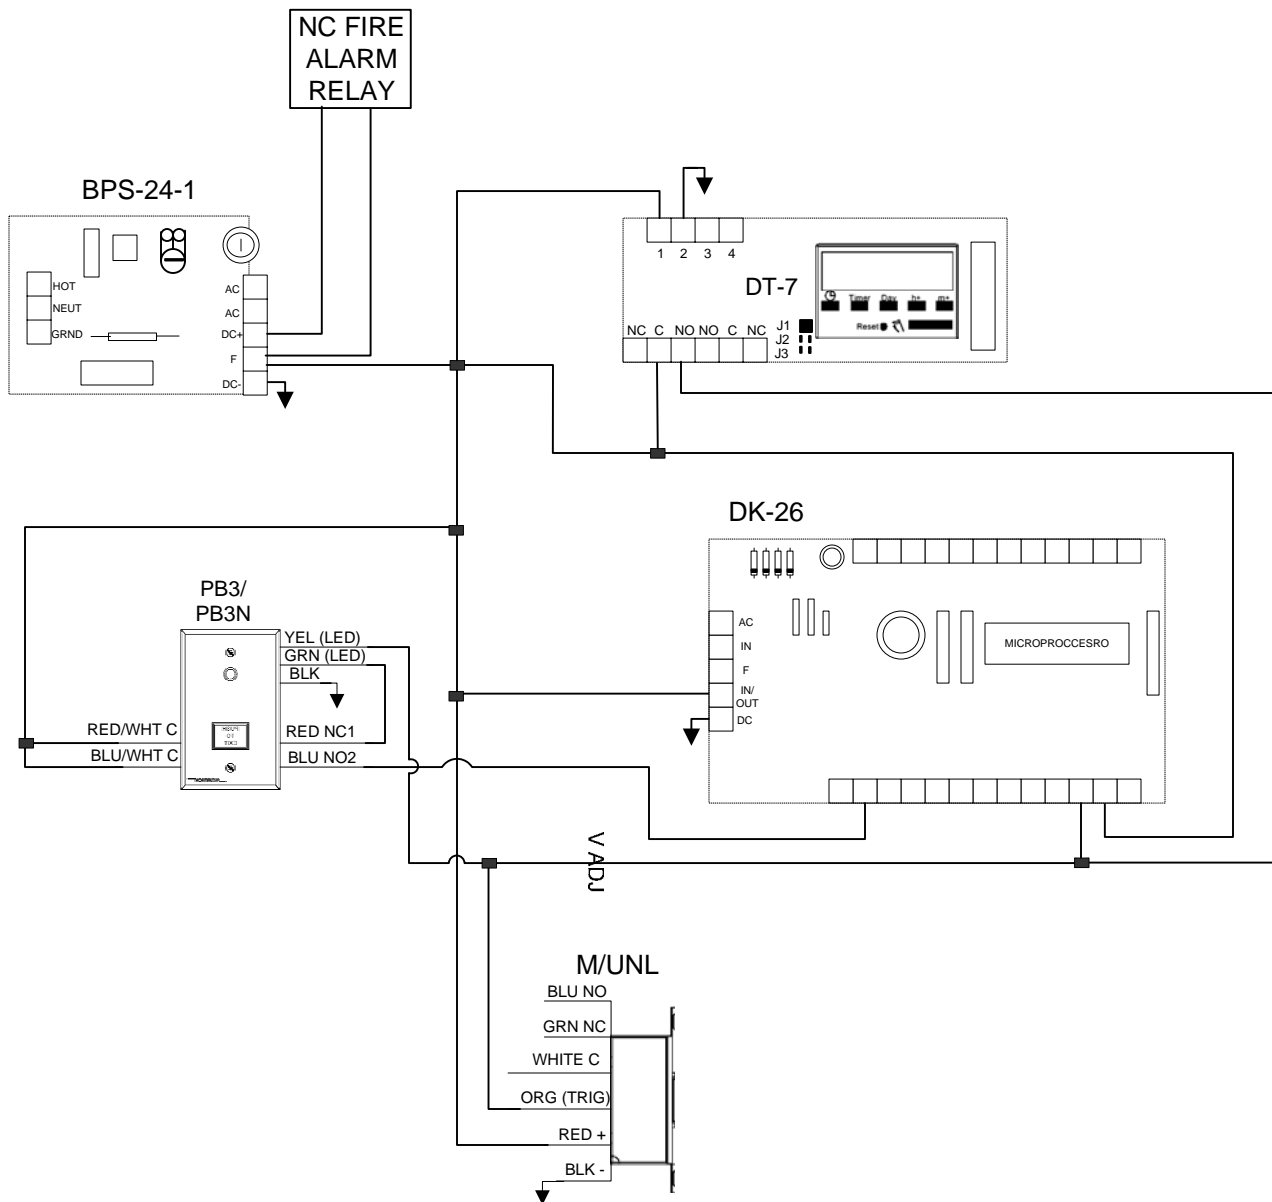 NC FIRE
ALARM
RELAY
BPS-24-1
HOT
NEUT
GRND
AC
AC
DC+
F
DC-
1 2 3 4
DT-7
Timer Day h+ m+
Reset
NC C NO NO C NC
J1
J2
J3
DK-26
AC
IN
F
IN/
OUT
DC
MICROPROCCESRO
PB3/
PB3N
YEL (LED)
GRN (LED)
BLK
RED/WHT C
BLU/WHT C
RED NC1
BLU NO2
V ADJ
M/UNL
BLU NO
GRN NC
WHITE C
ORG (TRIG)
RED +
BLK -